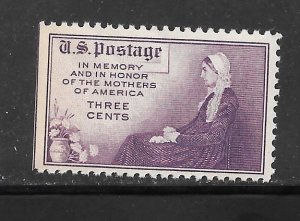 U.S. Postage
IN MEMORY
AND IN HONOR
OF THE MOTHERS
OF AMERICA
THREE
CENTS